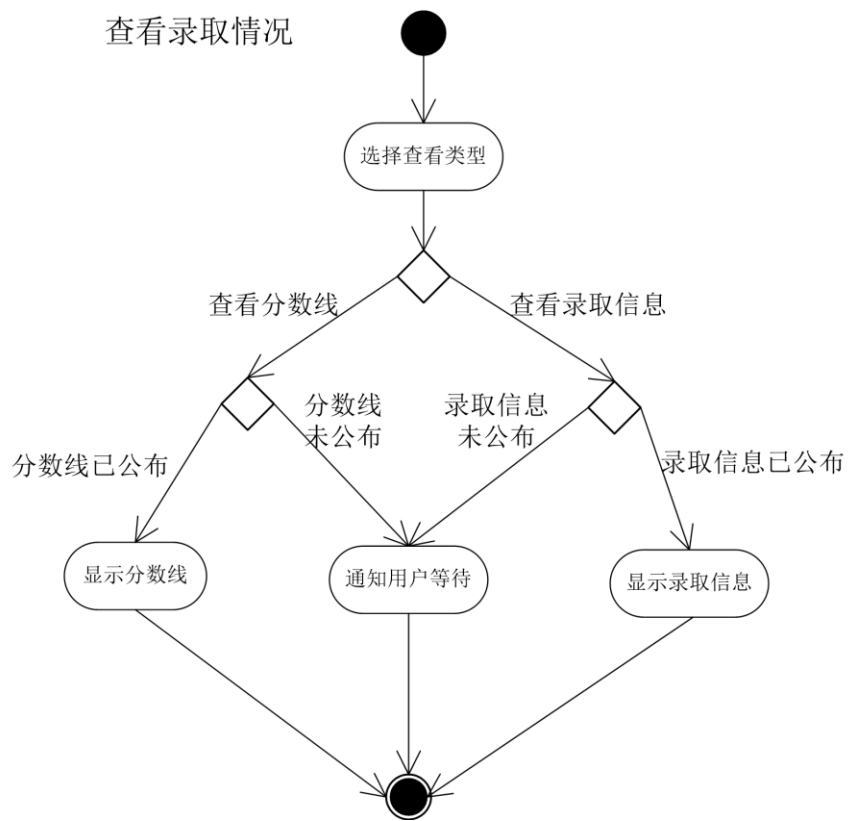 查看录取情况
选择查看类型
查看分数线
查看录取信息
分数线
未公布
录取信息
未公布
分数线已公布
录取信息已公布
显示分数线
通知用户等待
显示录取信息